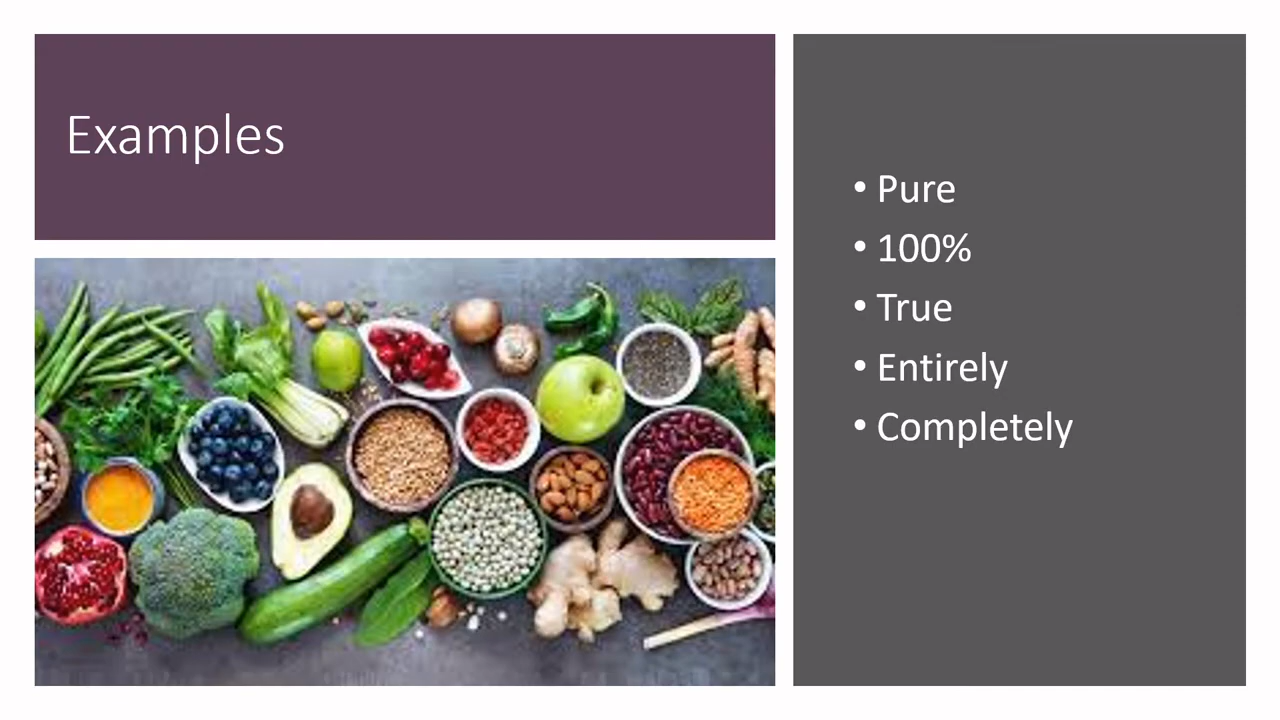 Examples
• Pure
• 100%
• True
• Entirely
• Completely